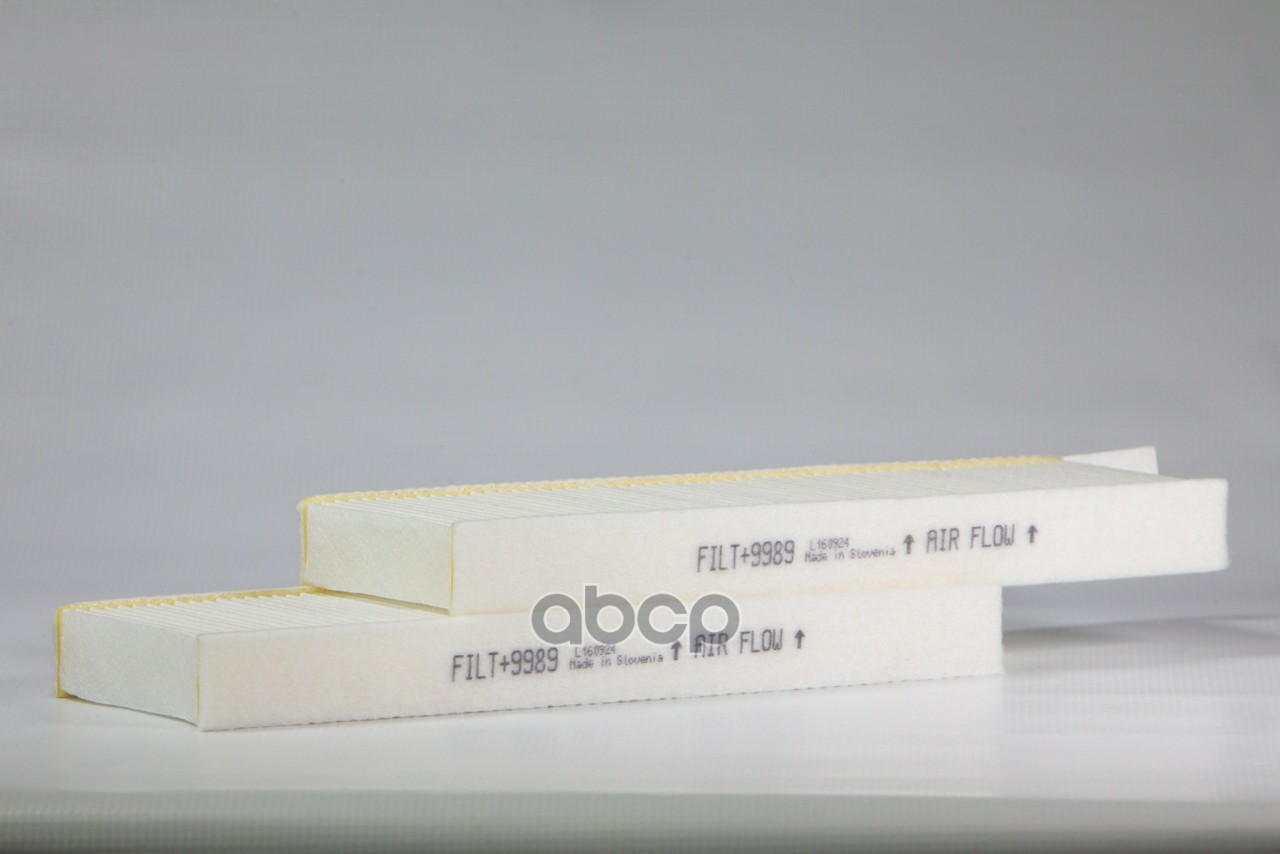 FILT+9989 L160924 ↑ AIR FLOW ↑
Made in Slovenia
abcp
FILT+9989 L160924 ↑ AIR FLOW ↑
Made in Slovenia